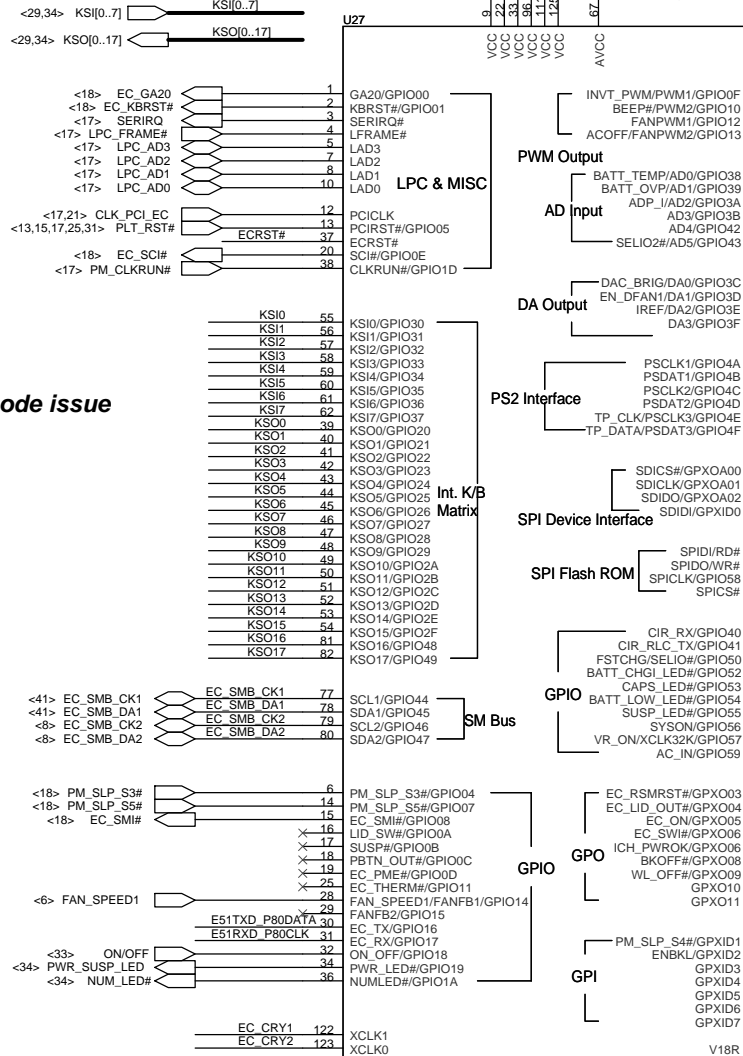 <29,34> KSI[0..7] KSI[0..7]
<29,34> KSO[0..17] KSO[0..17]
U27
9 22 33 96 111 125 67
VCC VCC VCC VCC VCC VCC AVCC
<18> EC_GA20 1 GA20/GPIO00
<18> EC_KBRST# 2 KBRST#/GPIO01
<17> SERIRQ 3 SERIRQ#
<17> LPC_FRAME# 4 LFRAME#
<17> LPC_AD3 5 LAD3
<17> LPC_AD2 7 LAD2
<17> LPC_AD1 8 LAD1
<17> LPC_AD0 10 LAD0
LPC & MISC
<17,21> CLK_PCI_EC 12 PCICLK
<13,15,17,25,31> PLT_RST# 13 PCIRST#/GPIO05
ECRST# 37 ECRST#
<18> EC_SCI# 20 SCI#/GPIO0E
<17> PM_CLKRUN# 38 CLKRUN#/GPIO1D
INVT_PWM/PWM1/GPIO0F
BEEP#/PWM2/GPIO10
FANPWM1/GPIO12
ACOFF/FANPWM2/GPIO13
PWM Output
BATT_TEMP/AD0/GPIO38
BATT_OVP/AD1/GPIO39
ADP_I/AD2/GPIO3A
AD Input
AD3/GPIO3B
AD4/GPIO42
SELIO2#/AD5/GPIO43
DAC_BRIG/DA0/GPIO3C
EN_DFAN1/DA1/GPIO3D
DA Output
IREF/DA2/GPIO3E
DA3/GPIO3F
KSI0 55 KSI0/GPIO30
KSI1 56 KSI1/GPIO31
KSI2 57 KSI2/GPIO32
KSI3 58 KSI3/GPIO33
KSI4 59 KSI4/GPIO34
KSI5 60 KSI5/GPIO35
KSI6 61 KSI6/GPIO36
KSI7 62 KSI7/GPIO37
ode issue
KSO0 39 KSO0/GPIO20
KSO1 40 KSO1/GPIO21
KSO2 41 KSO2/GPIO22
KSO3 42 KSO3/GPIO23
KSO4 43 KSO4/GPIO24
KSO5 44 KSO5/GPIO25
KSO6 45 KSO6/GPIO26
KSO7 46 KSO7/GPIO27
KSO8 47 KSO8/GPIO28
KSO9 48 KSO9/GPIO29
KSO10 49 KSO10/GPIO2A
KSO11 50 KSO11/GPIO2B
KSO12 51 KSO12/GPIO2C
KSO13 52 KSO13/GPIO2D
KSO14 53 KSO14/GPIO2E
KSO15 54 KSO15/GPIO2F
KSO16 81 KSO16/GPIO48
KSO17 82 KSO17/GPIO49
Int. K/B
Matrix
PSCLK1/GPIO4A
PSDAT1/GPIO4B
PS2 Interface
PSCLK2/GPIO4C
PSDAT2/GPIO4D
TP_CLK/PSCLK3/GPIO4E
TP_DATA/PSDAT3/GPIO4F
SDICS#/GPXOA00
SDICLK/GPXOA01
SDIDO/GPXOA02
SDIDI/GPXID0
SPI Device Interface
SPIDI/RD#
SPIDO/WR#
SPI Flash ROM
SPICLK/GPIO58
SPICS#
CIR_RX/GPIO40
CIR_RLC_TX/GPIO41
FSTCHG/SELIO#/GPIO50
BATT_CHGI_LED#/GPIO52
CAPS_LED#/GPIO53
GPIO
BATT_LOW_LED#/GPIO54
SUSP_LED#/GPIO55
SYSON/GPIO56
VR_ON/XCLK32K/GPIO57
AC_IN/GPIO59
<41> EC_SMB_CK1 EC_SMB_CK1 77 SCL1/GPIO44
<41> EC_SMB_DA1 EC_SMB_DA1 78 SDA1/GPIO45
<8> EC_SMB_CK2 EC_SMB_CK2 79 SCL2/GPIO46
<8> EC_SMB_DA2 EC_SMB_DA2 80 SDA2/GPIO47
SM Bus
<18> PM_SLP_S3# 6 PM_SLP_S3#/GPIO04
<18> PM_SLP_S5# 14 PM_SLP_S5#/GPIO07
<18> EC_SMI# 15 EC_SMI#/GPIO08
16 LID_SW#/GPIO0A
17 SUSP#/GPIO0B
18 PBTN_OUT#/GPIO0C
19 EC_PME#/GPIO0D
25 EC_THERM#/GPIO11
<6> FAN_SPEED1 28 FAN_SPEED1/FANFB1/GPIO14
29 FANFB2/GPIO15
E51TXD_P80DATA 30 EC_TX/GPIO16
E51RXD_P80CLK 31 EC_RX/GPIO17
<33> ON/OFF 32 ON_OFF/GPIO18
<34> PWR_SUSP_LED 34 PWR_LED#/GPIO19
<34> NUM_LED# 36 NUMLED#/GPIO1A
GPIO
EC_RSMRST#/GPXO03
EC_LID_OUT#/GPXO04
EC_ON/GPXO05
EC_SWI#/GPXO06
GPO
ICH_PWROK/GPXO06
BKOFF#/GPXO08
WL_OFF#/GPXO09
GPXO10
GPXO11
PM_SLP_S4#/GPXID1
ENBKL/GPXID2
GPXID3
GPI
GPXID4
GPXID5
GPXID6
GPXID7
EC_CRY1 122 XCLK1
EC_CRY2 123 XCLK0
V18R